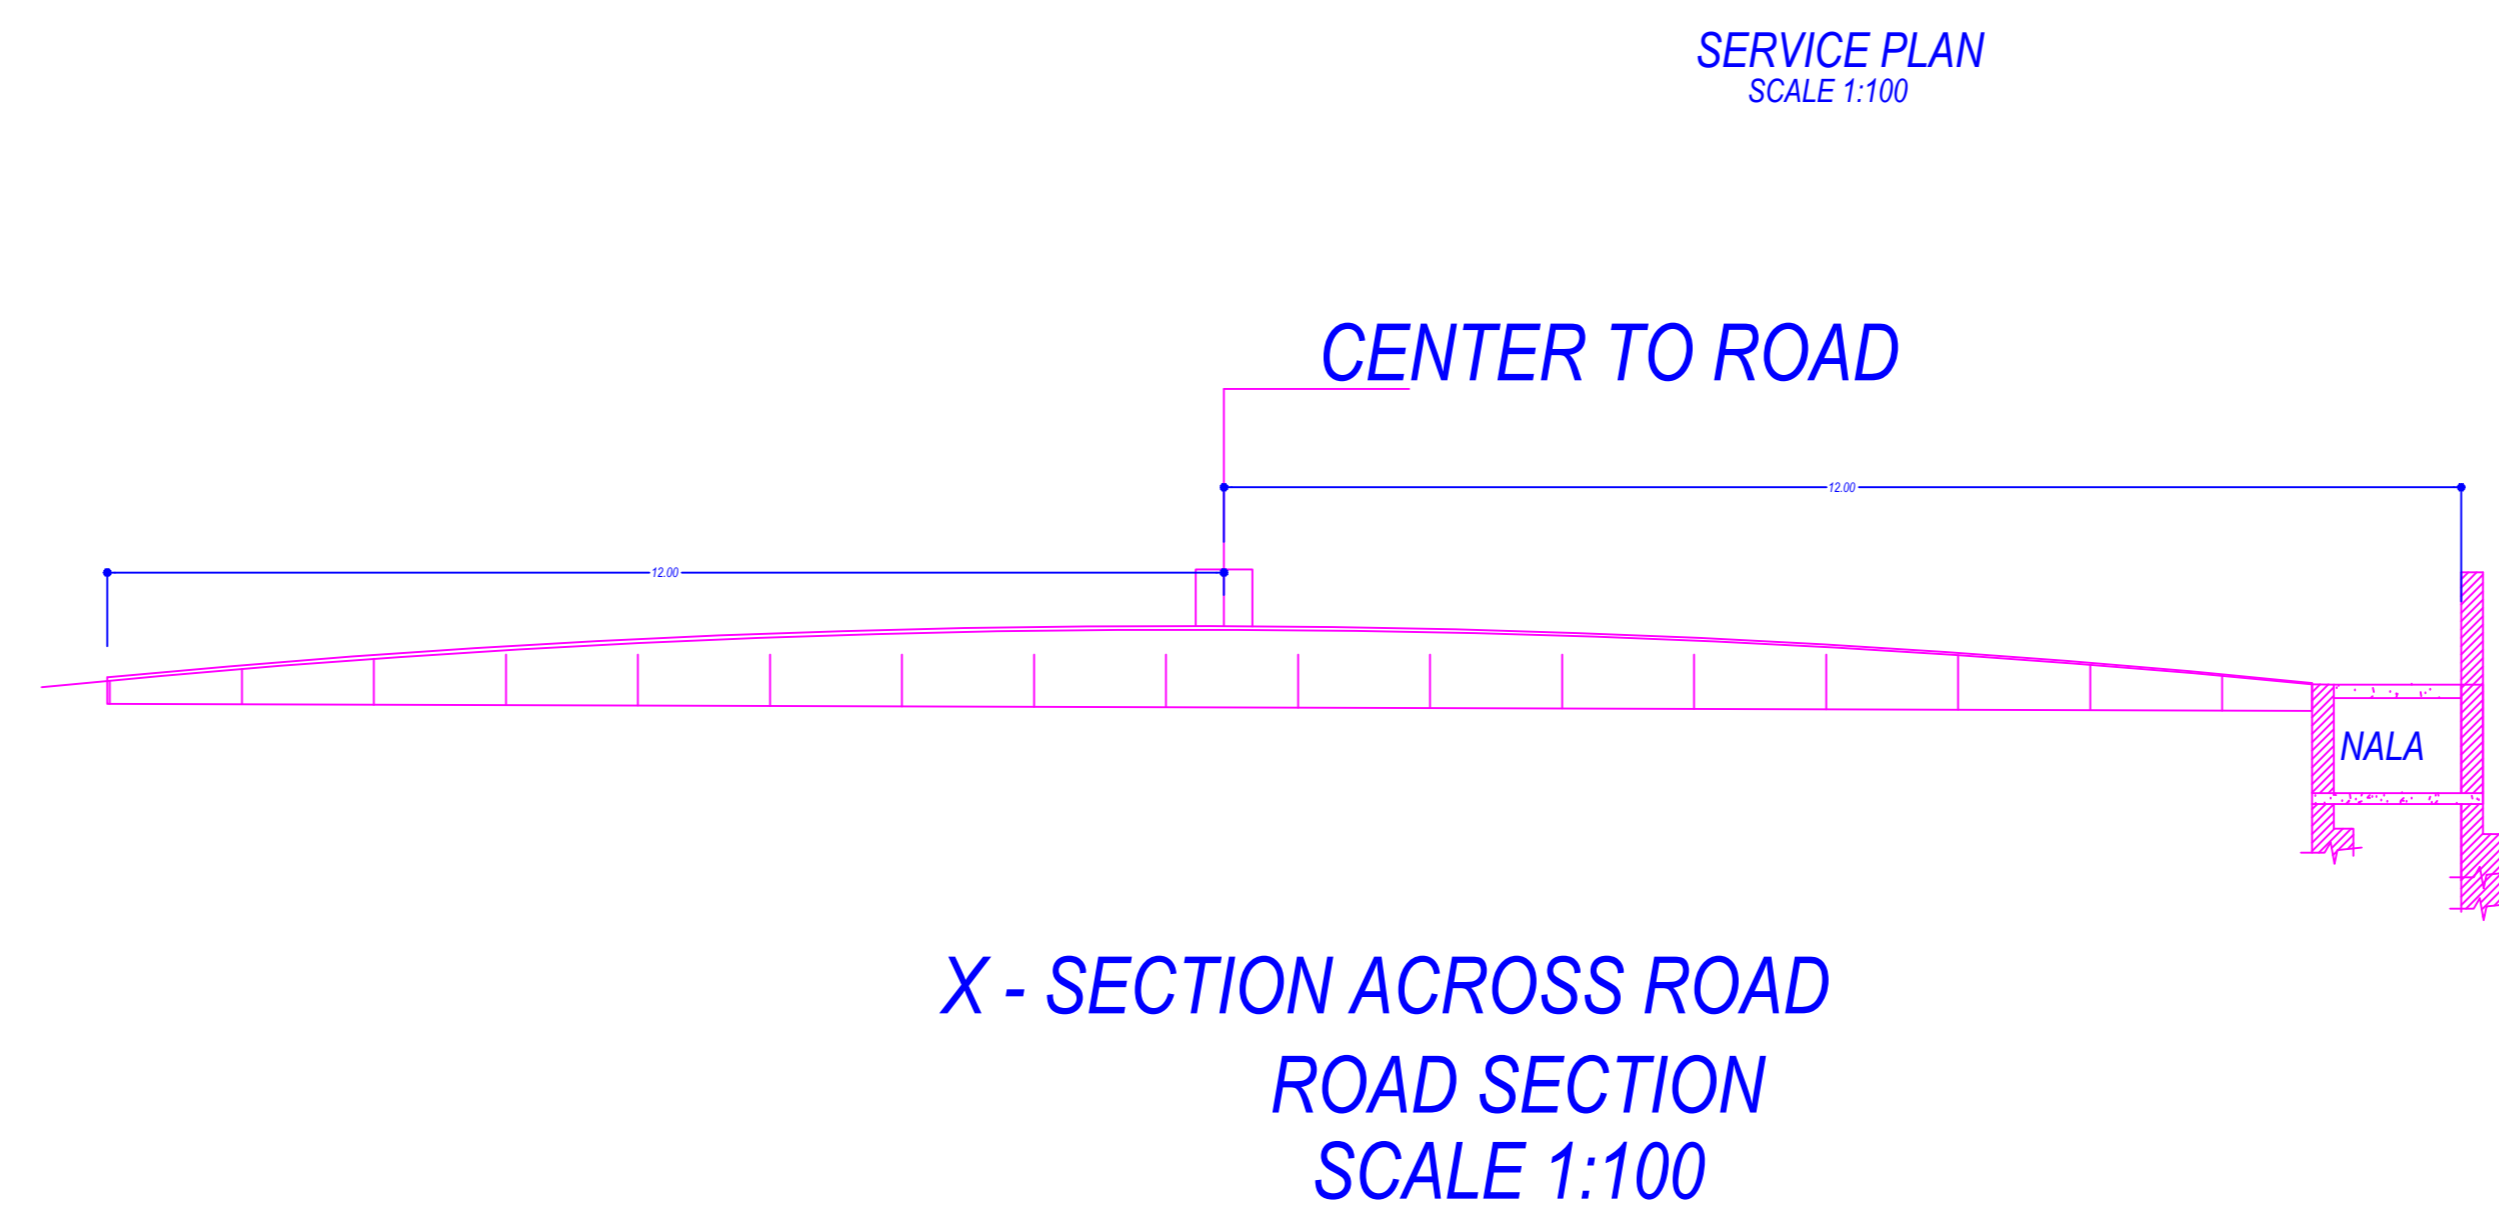 SERVICE PLAN
SCALE 1:100
CENTER TO ROAD
12.00
12.00
NALA
X - SECTION ACROSS ROAD
ROAD SECTION
SCALE 1:100